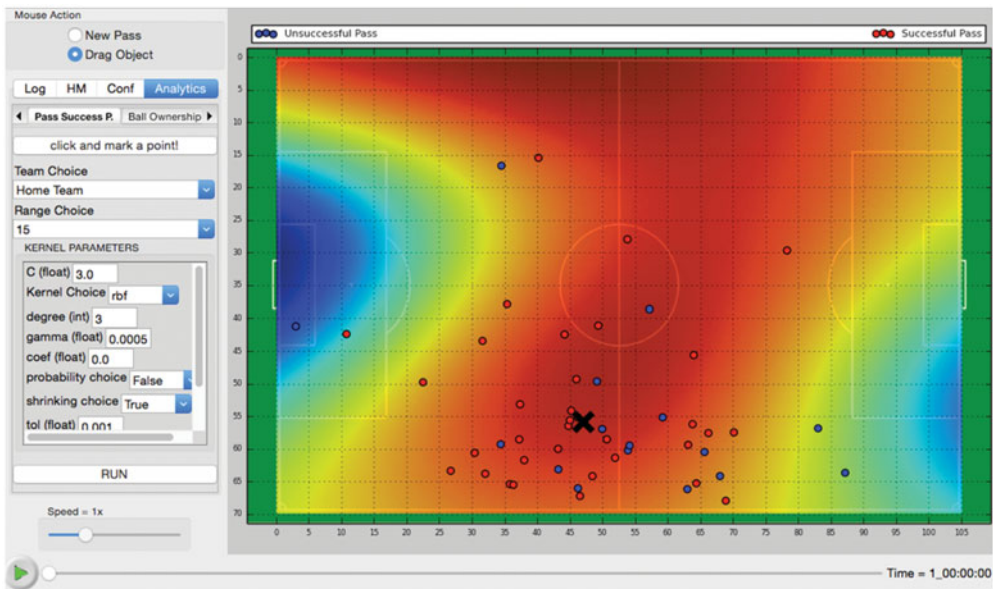 Mouse Action
New Pass
Drag Object
Log HM Conf Analytics
Pass Success P. Ball Ownership
click and mark a point!
Team Choice
Home Team
Range Choice
15
KERNEL PARAMETERS
C (float) 3.0
Kernel Choice rbf
degree (int) 3
gamma (float) 0.0005
coef (float) 0.0
probability choice False
shrinking choice True
tol (float) 0.001
RUN
Speed = 1x
Unsuccessful Pass Successful Pass
0
5
10
15
20
25
30
35
40
45
50
55
60
65
70
0 5 10 15 20 25 30 35 40 45 50 55 60 65 70 75 80 85 90 95 100 105
Time = 1_00:00:00